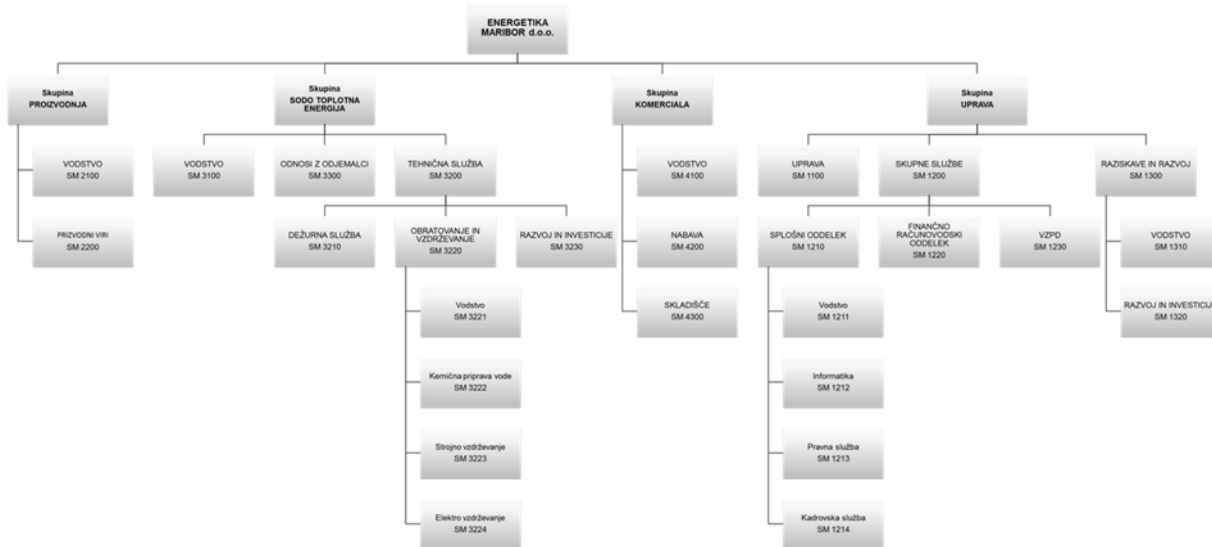 ENERGETIKA
MARIBOR d.o.o.
Skupina
PROIZVODNJA
Skupina
SODO TOPLOTNA
ENERGIJA
Skupina
KOMERCIALA
Skupina
UPRAVA
VODSTVO
SM 2100
VODSTVO
SM 3100
ODNOSI Z ODJEMALCI
SM 3300
TEHNIČNA SLUŽBA
SM 3200
VODSTVO
SM 4100
UPRAVA
SM 1100
SKUPNE SLUŽBE
SM 1200
RAZISKAVE IN RAZVOJ
SM 1300
PRIZVODNI VIRI
SM 2200
DEŽURNA SLUŽBA
SM 3210
OBRATOVANJE IN
VZDRŽEVANJE
SM 3220
RAZVOJ IN INVESTICIJE
SM 3230
NABAVA
SM 4200
SPLOŠNI ODDELEK
SM 1210
FINANČNO
RAČUNOVODSKI
ODDELEK
SM 1220
VZPD
SM 1230
VODSTVO
SM 1310
Vodstvo
SM 3221
SKLADIŠČE
SM 4300
Vodstvo
SM 1211
RAZVOJ IN INVESTICIJE
SM 1320
Kemična priprava vode
SM 3222
Informatika
SM 1212
Strojno vzdrževanje
SM 3223
Pravna služba
SM 1213
Elektro vzdrževanje
SM 3224
Kadrovska služba
SM 1214